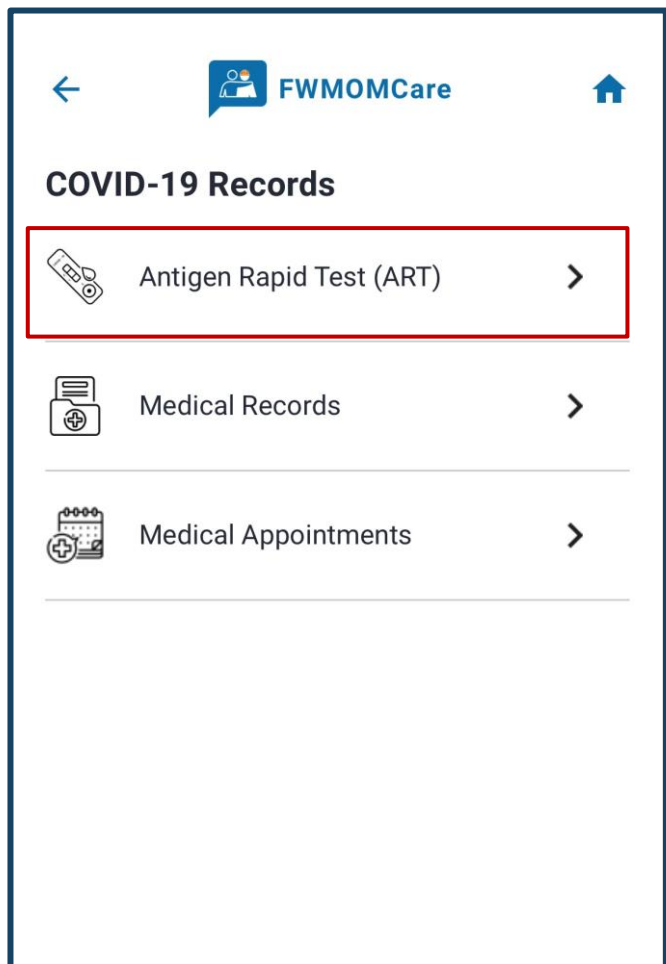 FWMOMCare
COVID-19 Records
Antigen Rapid Test (ART)
Medical Records
Medical Appointments